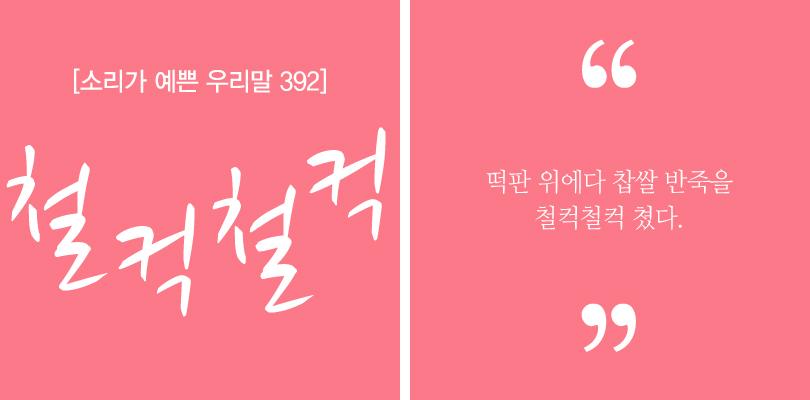 [소리가 예쁜 우리말 392]
철컥철컥
“
떡판 위에다 찹쌀 반죽을
철컥철컥 쳤다.
”